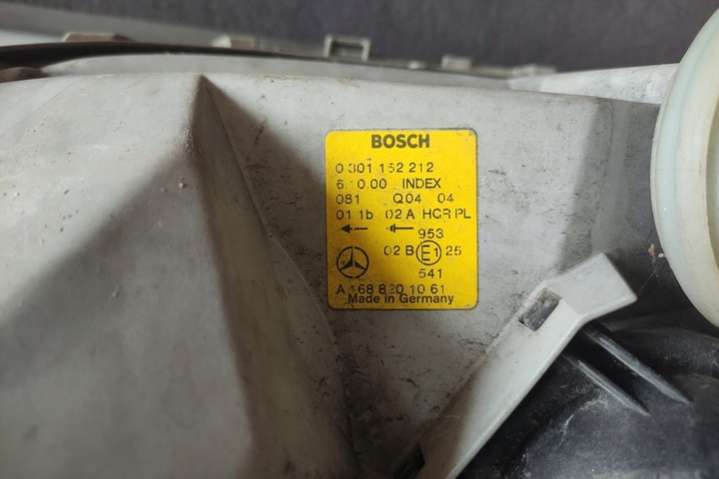 BOSCH
0 301 152 212
6.10.00 INDEX
081 Q04 04
01 1b 02 A HCR PL
953
02 B E1 25
541
A 168 820 10 61
Made in Germany